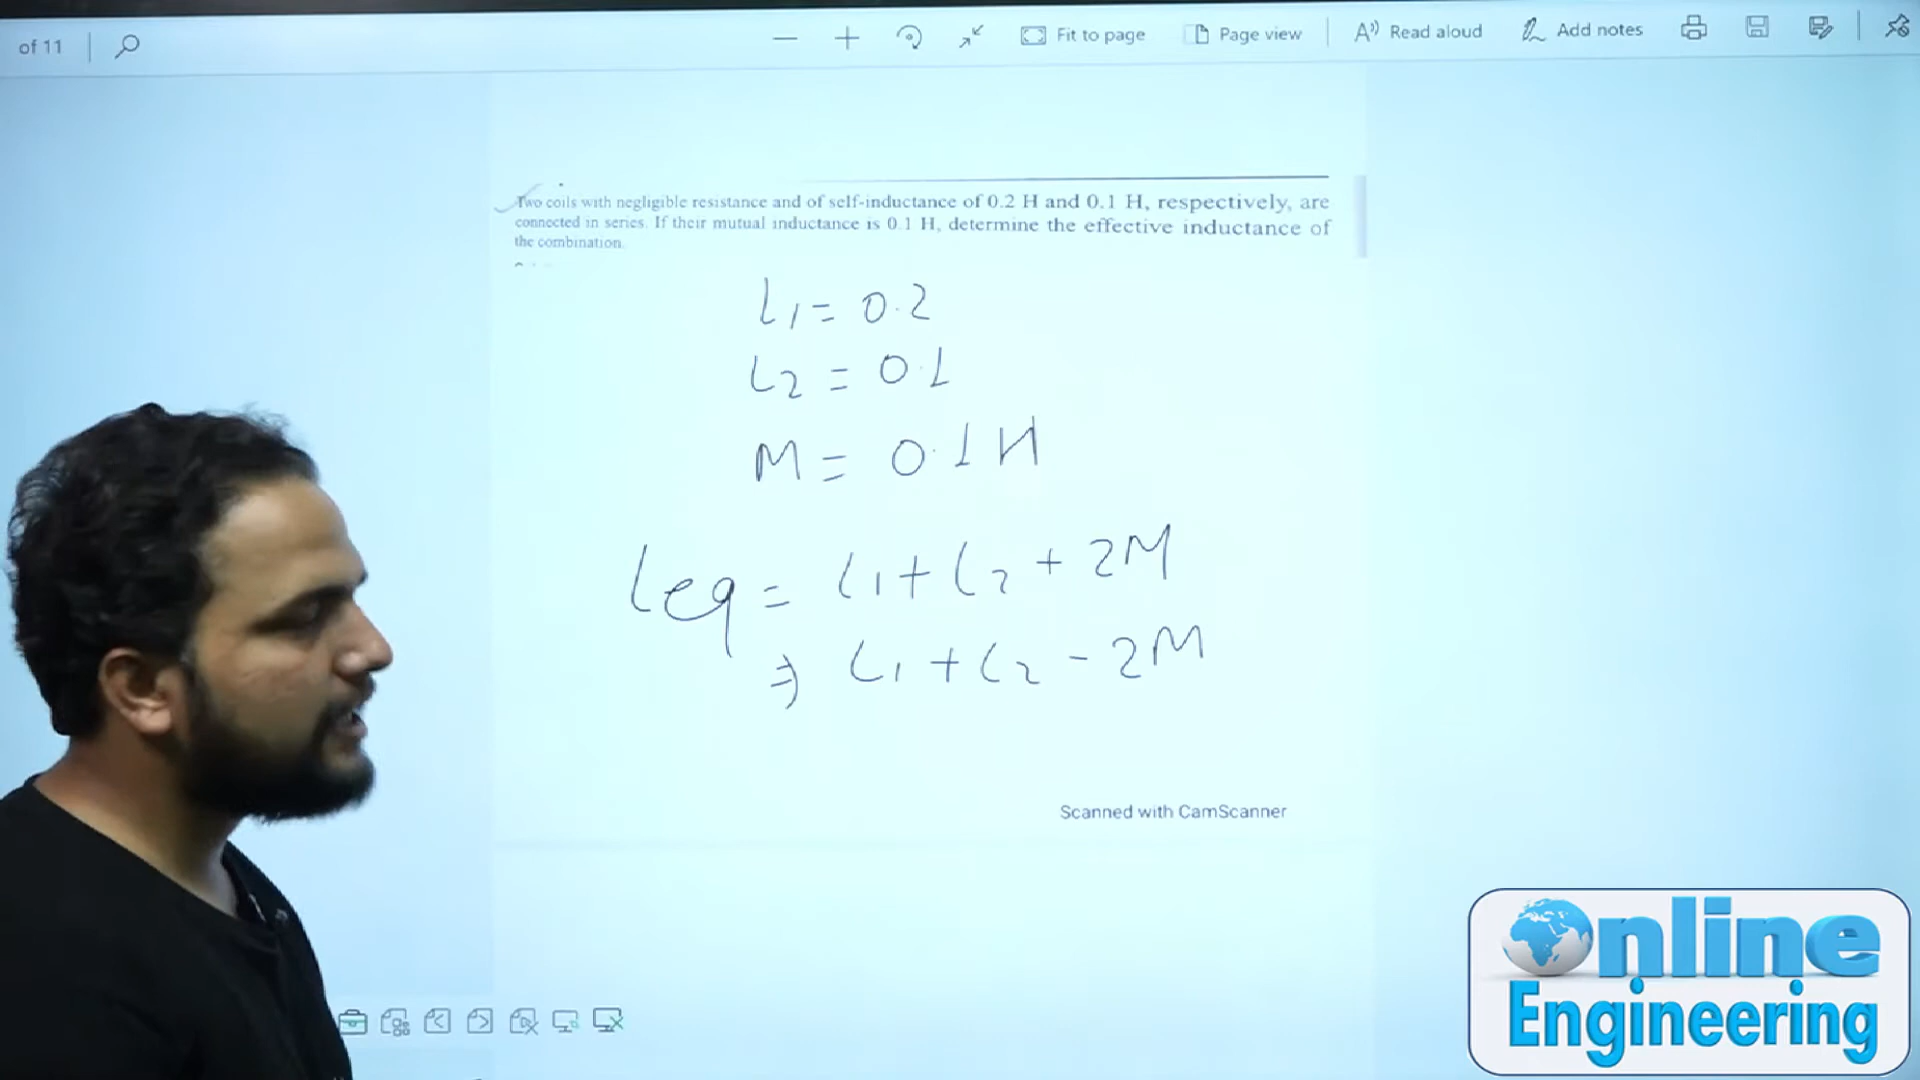 of 11
Fit to page
Page view
Read aloud
Add notes
Two coils with negligible resistance and of self-inductance of 0.2 H and 0.1 H, respectively, are
connected in series. If their mutual inductance is 0.1 H, determine the effective inductance of
the combination.
L1 = 0.2
L2 = 0.1
M = 0.1 H
Leq = L1 + L2 + 2M
⇒ L1 + L2 - 2M
Scanned with CamScanner
Online
Engineering